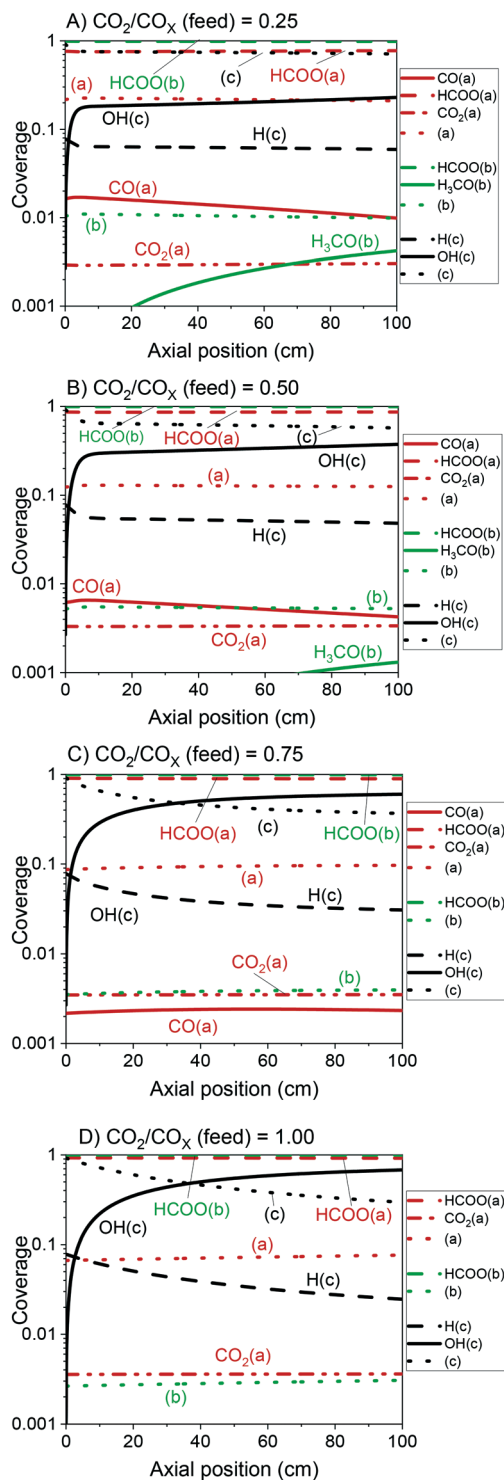 A) CO₂/COₓ (feed) = 0.25
1
0.1
0.01
0.001
Coverage
(a)
HCOO(b)
(c)
HCOO(a)
OH(c)
H(c)
CO(a)
(b)
CO₂(a)
H₃CO(b)
0 20 40 60 80 100
Axial position (cm)
CO(a)
HCOO(a)
CO₂(a)
(a)
HCOO(b)
H₃CO(b)
(b)
H(c)
OH(c)
(c)
B) CO₂/COₓ (feed) = 0.50
1
0.1
0.01
0.001
Coverage
HCOO(b)
HCOO(a)
(c)
OH(c)
(a)
H(c)
CO(a)
(b)
CO₂(a)
H₃CO(b)
0 20 40 60 80 100
Axial position (cm)
CO(a)
HCOO(a)
CO₂(a)
(a)
HCOO(b)
H₃CO(b)
(b)
H(c)
OH(c)
(c)
C) CO₂/COₓ (feed) = 0.75
1
0.1
0.01
0.001
Coverage
HCOO(a)
(c)
HCOO(b)
(a)
OH(c)
H(c)
CO₂(a)
(b)
CO(a)
0 20 40 60 80 100
Axial position (cm)
CO(a)
HCOO(a)
CO₂(a)
(a)
HCOO(b)
(b)
H(c)
OH(c)
(c)
D) CO₂/COₓ (feed) = 1.00
1
0.1
0.01
0.001
Coverage
HCOO(b)
(c)
HCOO(a)
OH(c)
(a)
H(c)
CO₂(a)
(b)
0 20 40 60 80 100
Axial position (cm)
HCOO(a)
CO₂(a)
(a)
HCOO(b)
(b)
H(c)
OH(c)
(c)